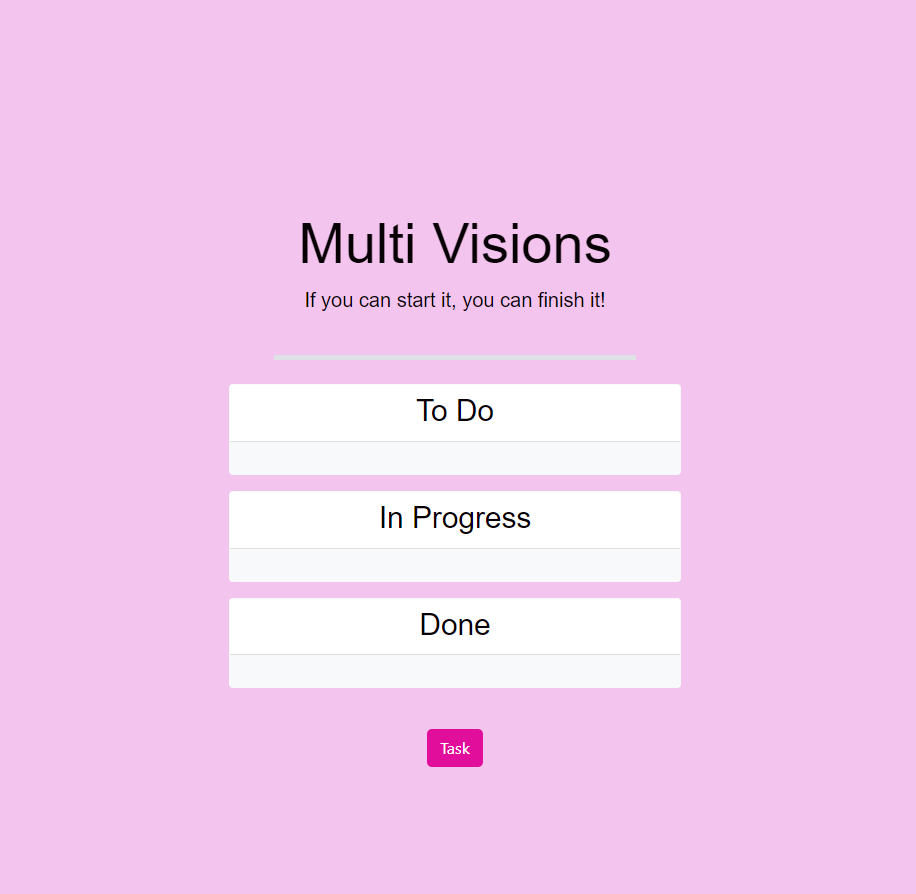 Multi Visions
If you can start it, you can finish it!
To Do
In Progress
Done
Task